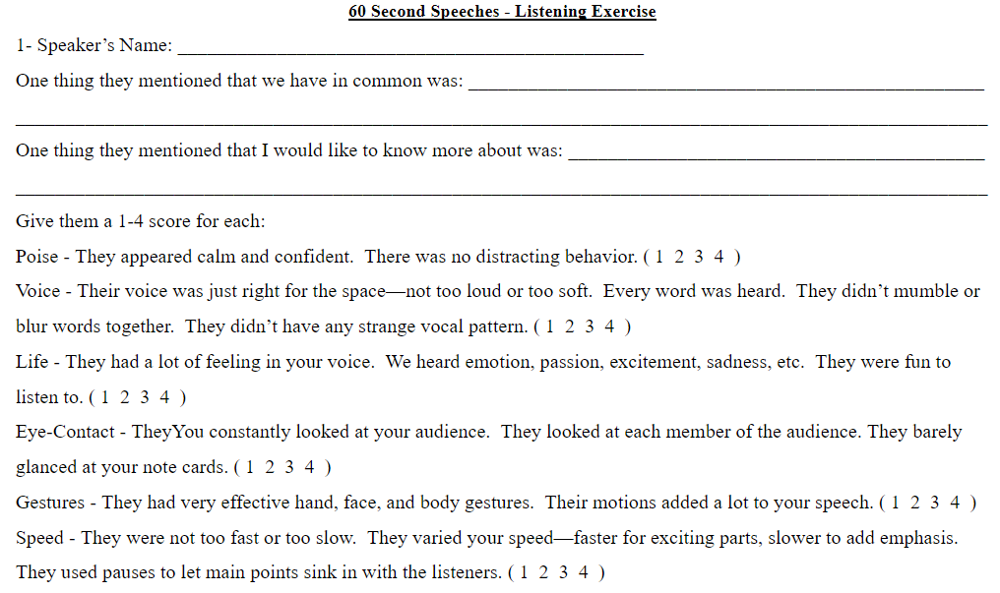 60 Second Speeches - Listening Exercise
1- Speaker’s Name: _______________________________________________
One thing they mentioned that we have in common was: ____________________________________________________
__________________________________________________________________________________________________
One thing they mentioned that I would like to know more about was: __________________________________________
__________________________________________________________________________________________________
Give them a 1-4 score for each:
Poise - They appeared calm and confident.  There was no distracting behavior. ( 1  2  3  4  )
Voice - Their voice was just right for the space—not too loud or too soft.  Every word was heard.  They didn’t mumble or
blur words together.  They didn’t have any strange vocal pattern. ( 1  2  3  4  )
Life - They had a lot of feeling in your voice.  We heard emotion, passion, excitement, sadness, etc.  They were fun to
listen to. ( 1  2  3  4  )
Eye-Contact - TheyYou constantly looked at your audience.  They looked at each member of the audience. They barely
glanced at your note cards. ( 1  2  3  4  )
Gestures - They had very effective hand, face, and body gestures.  Their motions added a lot to your speech. ( 1  2  3  4  )
Speed - They were not too fast or too slow.  They varied your speed—faster for exciting parts, slower to add emphasis.
They used pauses to let main points sink in with the listeners. ( 1  2  3  4  )